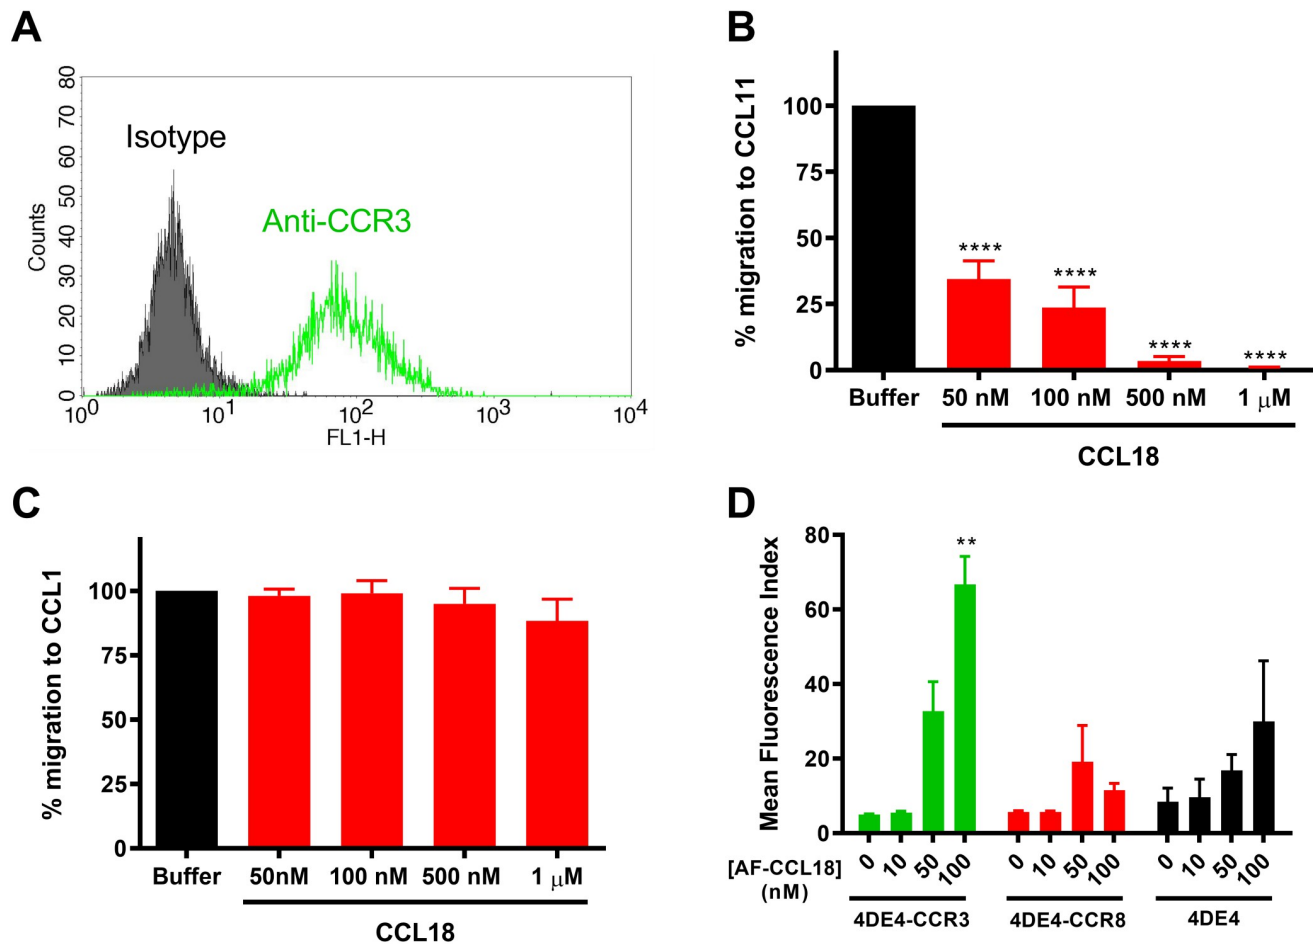 A
80
70
60
50
40
30
20
10
0
Counts
Isotype
Anti-CCR3
10^0 10^1 10^2 10^3 10^4
FL1-H
B
% migration to CCL11
100
75
50
25
0
**** **** **** ****
Buffer 50 nM 100 nM 500 nM 1 μM
CCL18
C
% migration to CCL1
100
75
50
25
0
Buffer 50nM 100 nM 500 nM 1 μM
CCL18
D
Mean Fluorescence Index
80
60
40
20
0
**
[AF-CCL18] 0 10 50 100 0 10 50 100 0 10 50 100
(nM)
4DE4-CCR3 4DE4-CCR8 4DE4